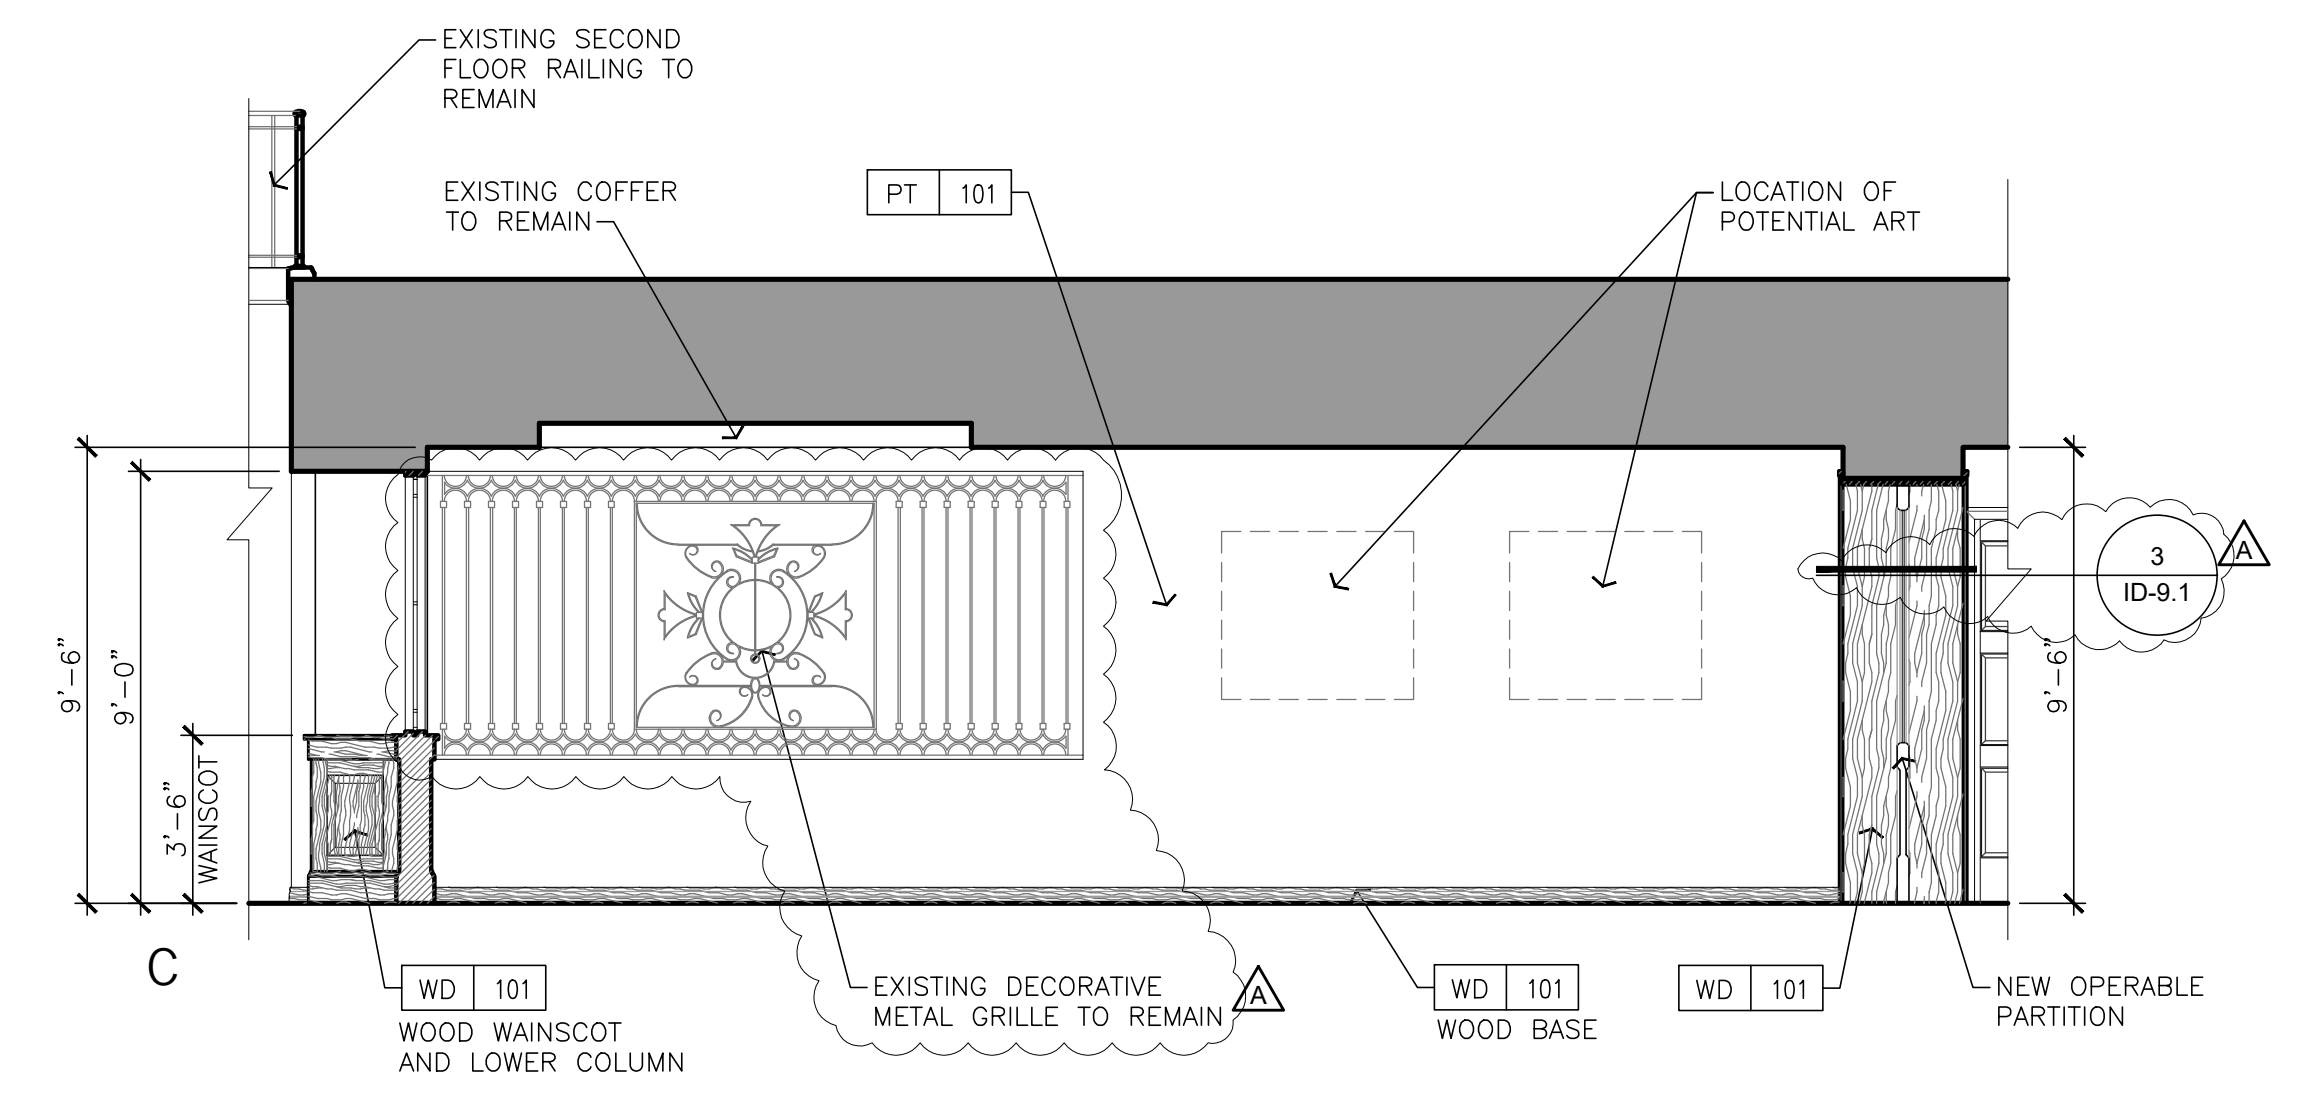 EXISTING SECOND
FLOOR RAILING TO
REMAIN
EXISTING COFFER
TO REMAIN
PT 101
LOCATION OF
POTENTIAL ART
3
ID-9.1
A
9'-6"
9'-0"
3'-6"
WAINSCOT
9'-6"
C
WD 101
WOOD WAINSCOT
AND LOWER COLUMN
EXISTING DECORATIVE
METAL GRILLE TO REMAIN
A
WD 101
WOOD BASE
WD 101
NEW OPERABLE
PARTITION